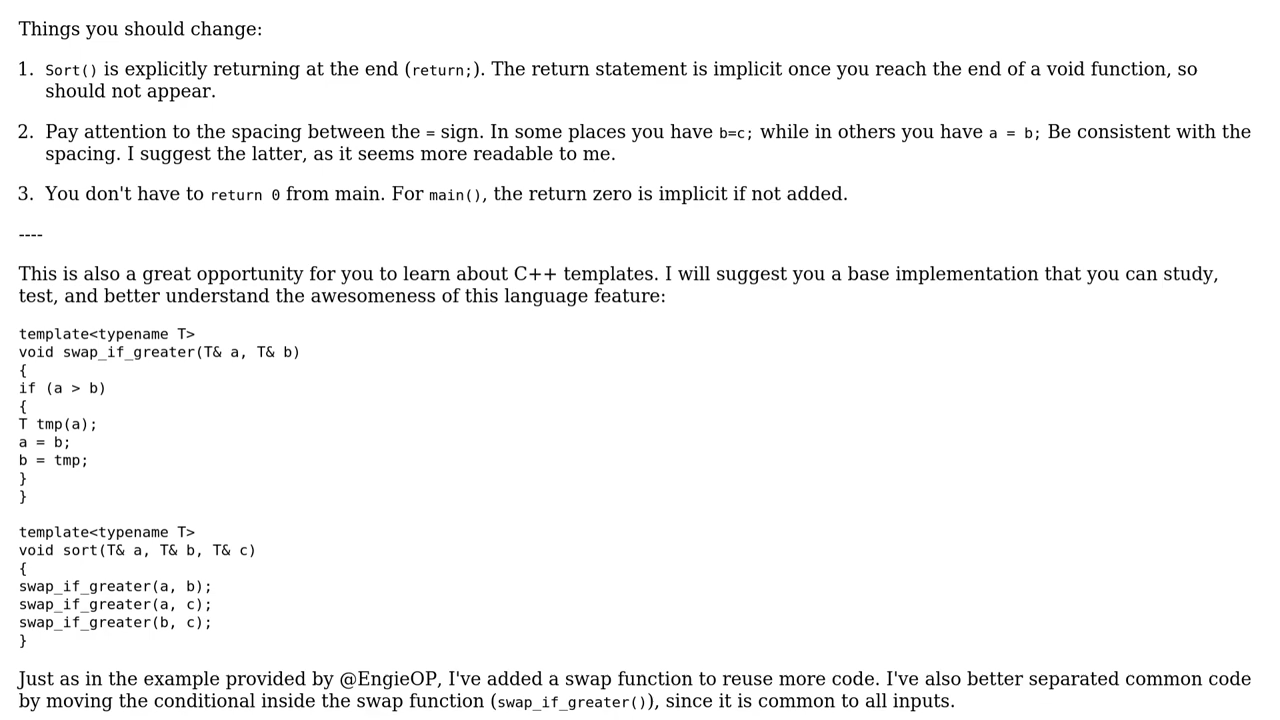 Things you should change:
1. Sort() is explicitly returning at the end (return;). The return statement is implicit once you reach the end of a void function, so
should not appear.
2. Pay attention to the spacing between the = sign. In some places you have b=c; while in others you have a = b; Be consistent with the
spacing. I suggest the latter, as it seems more readable to me.
3. You don't have to return 0 from main. For main(), the return zero is implicit if not added.
----
This is also a great opportunity for you to learn about C++ templates. I will suggest you a base implementation that you can study,
test, and better understand the awesomeness of this language feature:
template<typename T>
void swap_if_greater(T& a, T& b)
{
if (a > b)
{
T tmp(a);
a = b;
b = tmp;
}
}
template<typename T>
void sort(T& a, T& b, T& c)
{
swap_if_greater(a, b);
swap_if_greater(a, c);
swap_if_greater(b, c);
}
Just as in the example provided by @EngieOP, I've added a swap function to reuse more code. I've also better separated common code
by moving the conditional inside the swap function (swap_if_greater()), since it is common to all inputs.